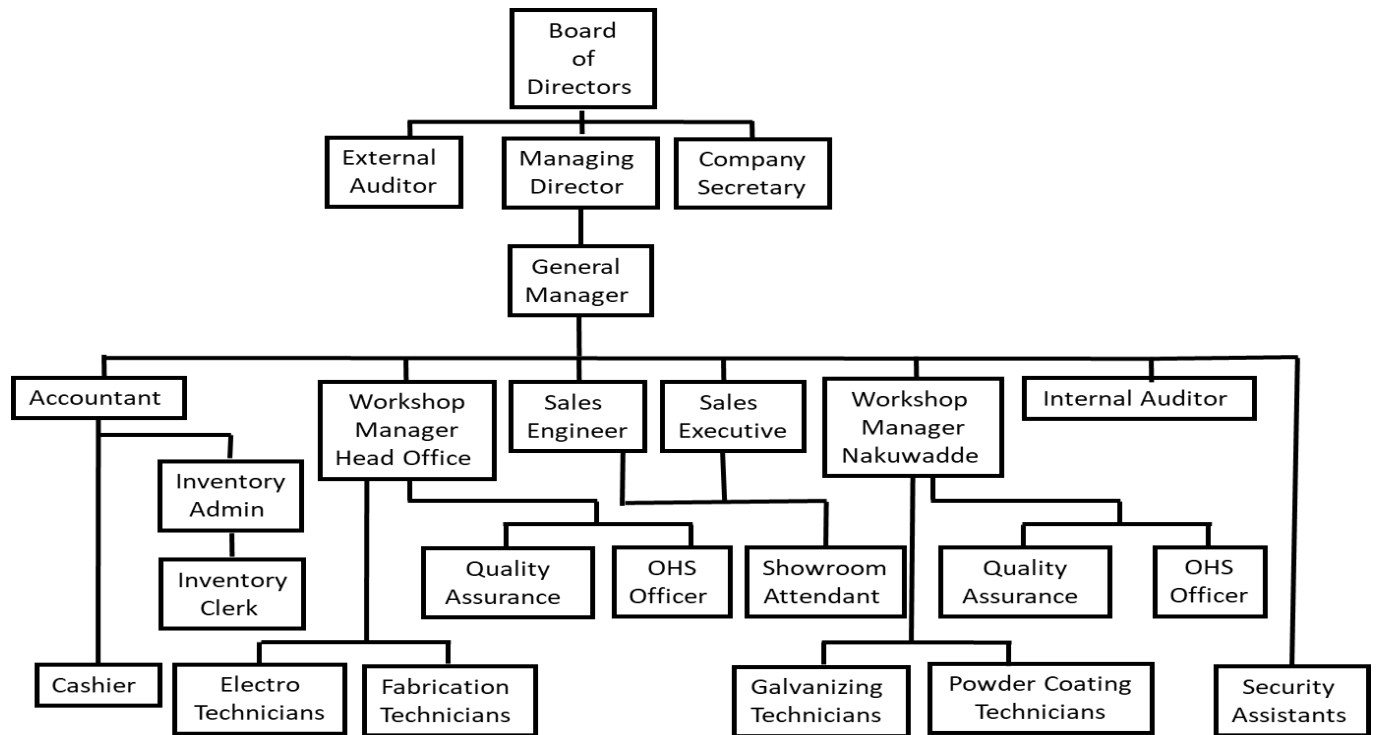 Board
of
Directors
External
Auditor
Managing
Director
Company
Secretary
General
Manager
Accountant
Workshop
Manager
Head Office
Sales
Engineer
Sales
Executive
Workshop
Manager
Nakuwadde
Internal Auditor
Inventory
Admin
Inventory
Clerk
Quality
Assurance
OHS
Officer
Showroom
Attendant
Quality
Assurance
OHS
Officer
Cashier
Electro
Technicians
Fabrication
Technicians
Galvanizing
Technicians
Powder Coating
Technicians
Security
Assistants